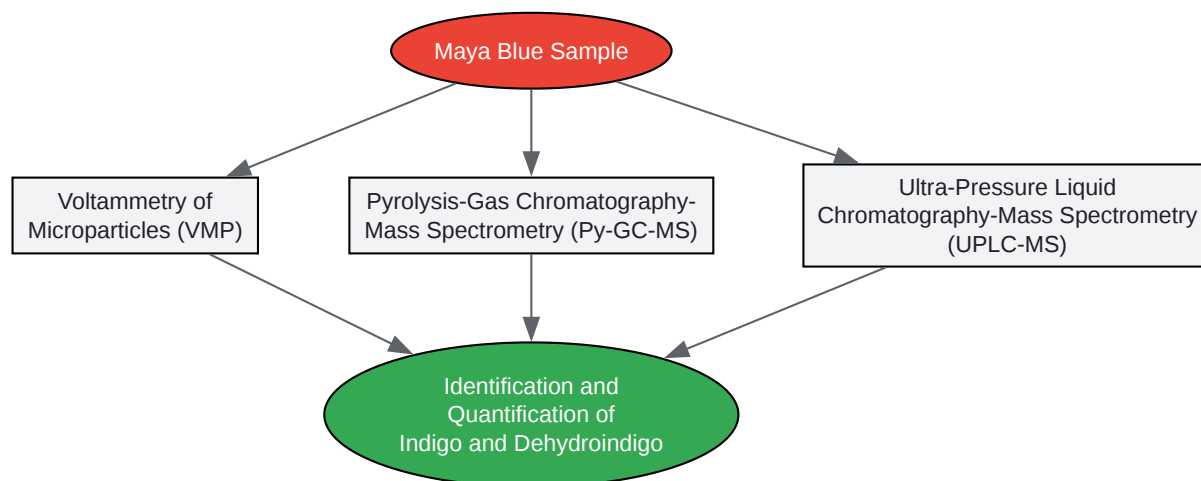 Maya Blue Sample
Voltammetry of
Microparticles (VMP)
Pyrolysis-Gas Chromatography-
Mass Spectrometry (Py-GC-MS)
Ultra-Pressure Liquid
Chromatography-Mass Spectrometry
(UPLC-MS)
Identification and
Quantification of
Indigo and Dehydroindigo